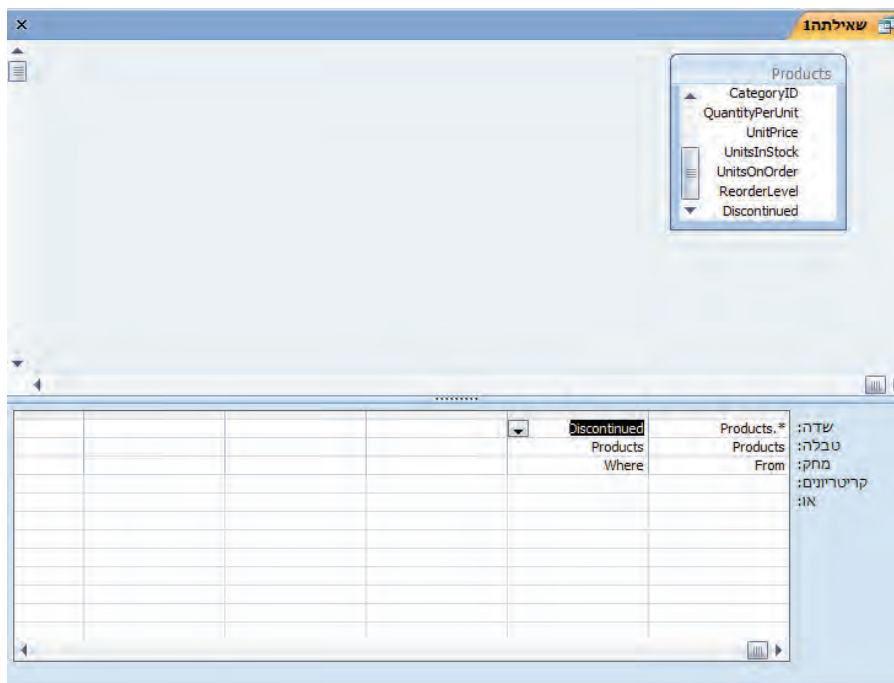 שאילתה1
Products
CategoryID
QuantityPerUnit
UnitPrice
UnitsInStock
UnitsOnOrder
ReorderLevel
Discontinued
שדה: Products.* Discontinued
טבלה: Products Products
מחק: From Where
קריטריונים:
או: